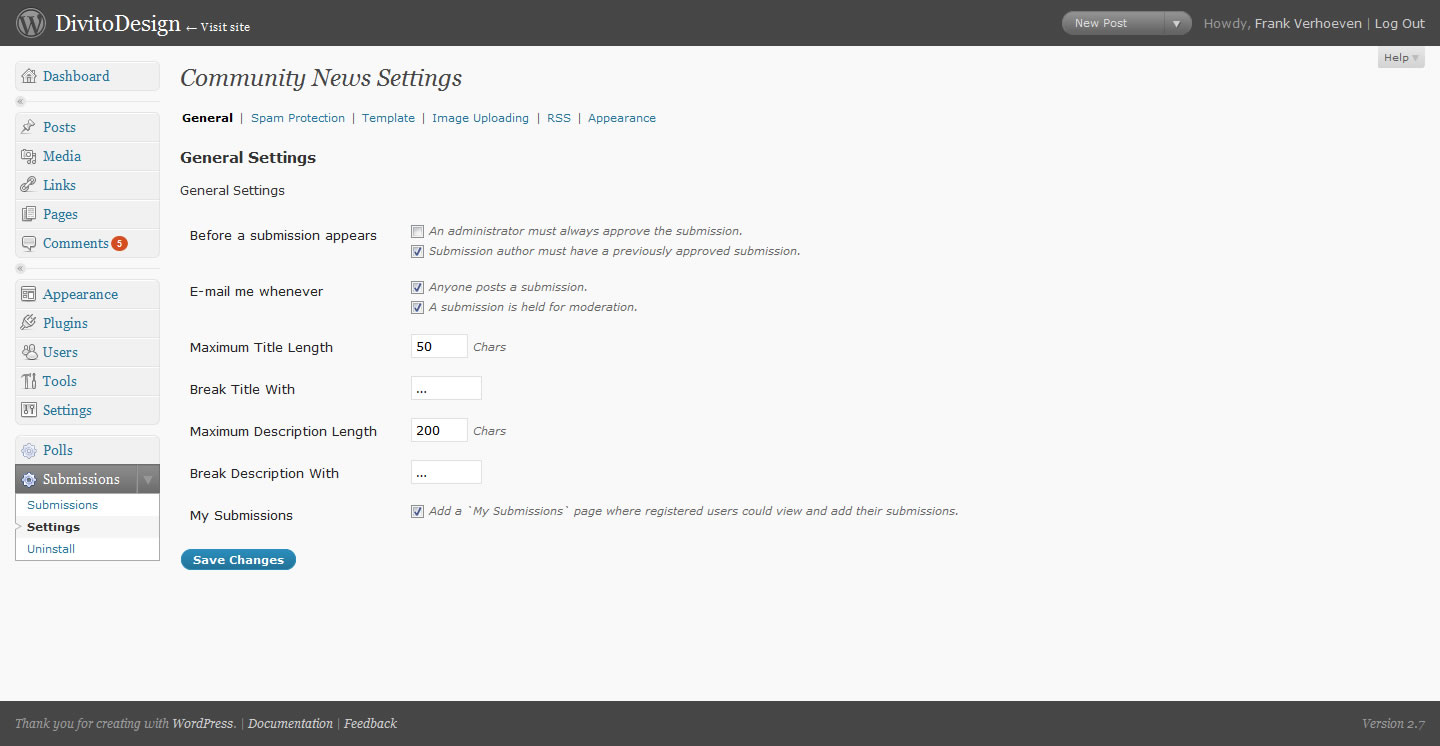 DivitoDesign ← Visit site
New Post ▼ Howdy, Frank Verhoeven | Log Out
Help ▼
Dashboard
«
Posts
Media
Links
Pages
Comments 5
«
Appearance
Plugins
Users
Tools
Settings
Polls
Submissions ▼
Submissions
Settings
Uninstall
Community News Settings
General | Spam Protection | Template | Image Uploading | RSS | Appearance
General Settings
General Settings
Before a submission appears
An administrator must always approve the submission.
Submission author must have a previously approved submission.
E-mail me whenever
Anyone posts a submission.
A submission is held for moderation.
Maximum Title Length 50 Chars
Break Title With ...
Maximum Description Length 200 Chars
Break Description With ...
My Submissions Add a `My Submissions` page where registered users could view and add their submissions.
Save Changes
Thank you for creating with WordPress. | Documentation | Feedback
Version 2.7